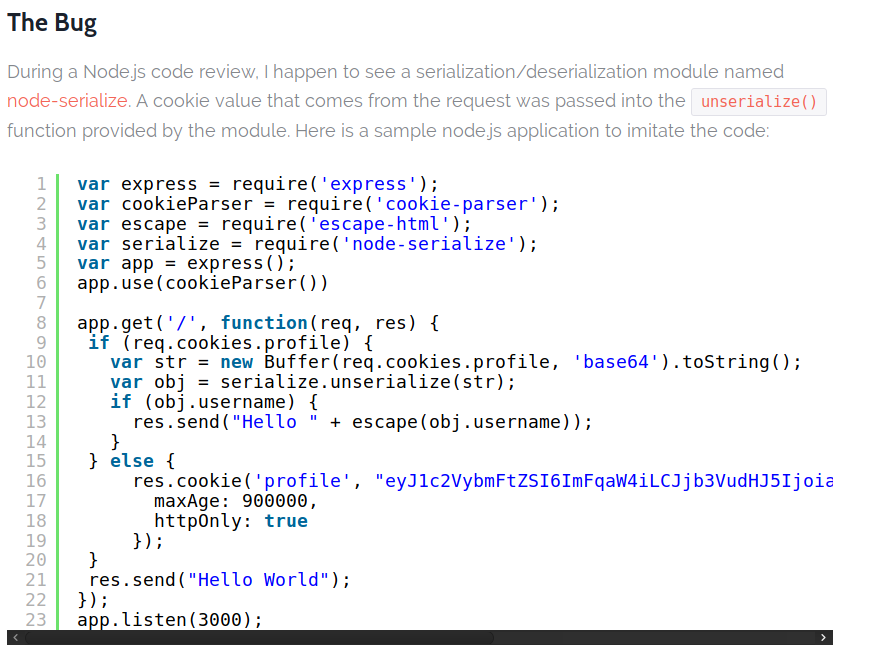 The Bug
During a Node.js code review, I happen to see a serialization/deserialization module named
node-serialize. A cookie value that comes from the request was passed into the unserialize()
function provided by the module. Here is a sample node.js application to imitate the code:
1 var express = require('express');
2 var cookieParser = require('cookie-parser');
3 var escape = require('escape-html');
4 var serialize = require('node-serialize');
5 var app = express();
6 app.use(cookieParser())
7
8 app.get('/', function(req, res) {
9  if (req.cookies.profile) {
10    var str = new Buffer(req.cookies.profile, 'base64').toString();
11    var obj = serialize.unserialize(str);
12    if (obj.username) {
13      res.send("Hello " + escape(obj.username));
14    }
15  } else {
16      res.cookie('profile', "eyJ1c2VybmFtZSI6ImFqaW4iLCJjb3VudHJ5Ijoia
17        maxAge: 900000,
18        httpOnly: true
19      });
20  }
21  res.send("Hello World");
22 });
23 app.listen(3000);